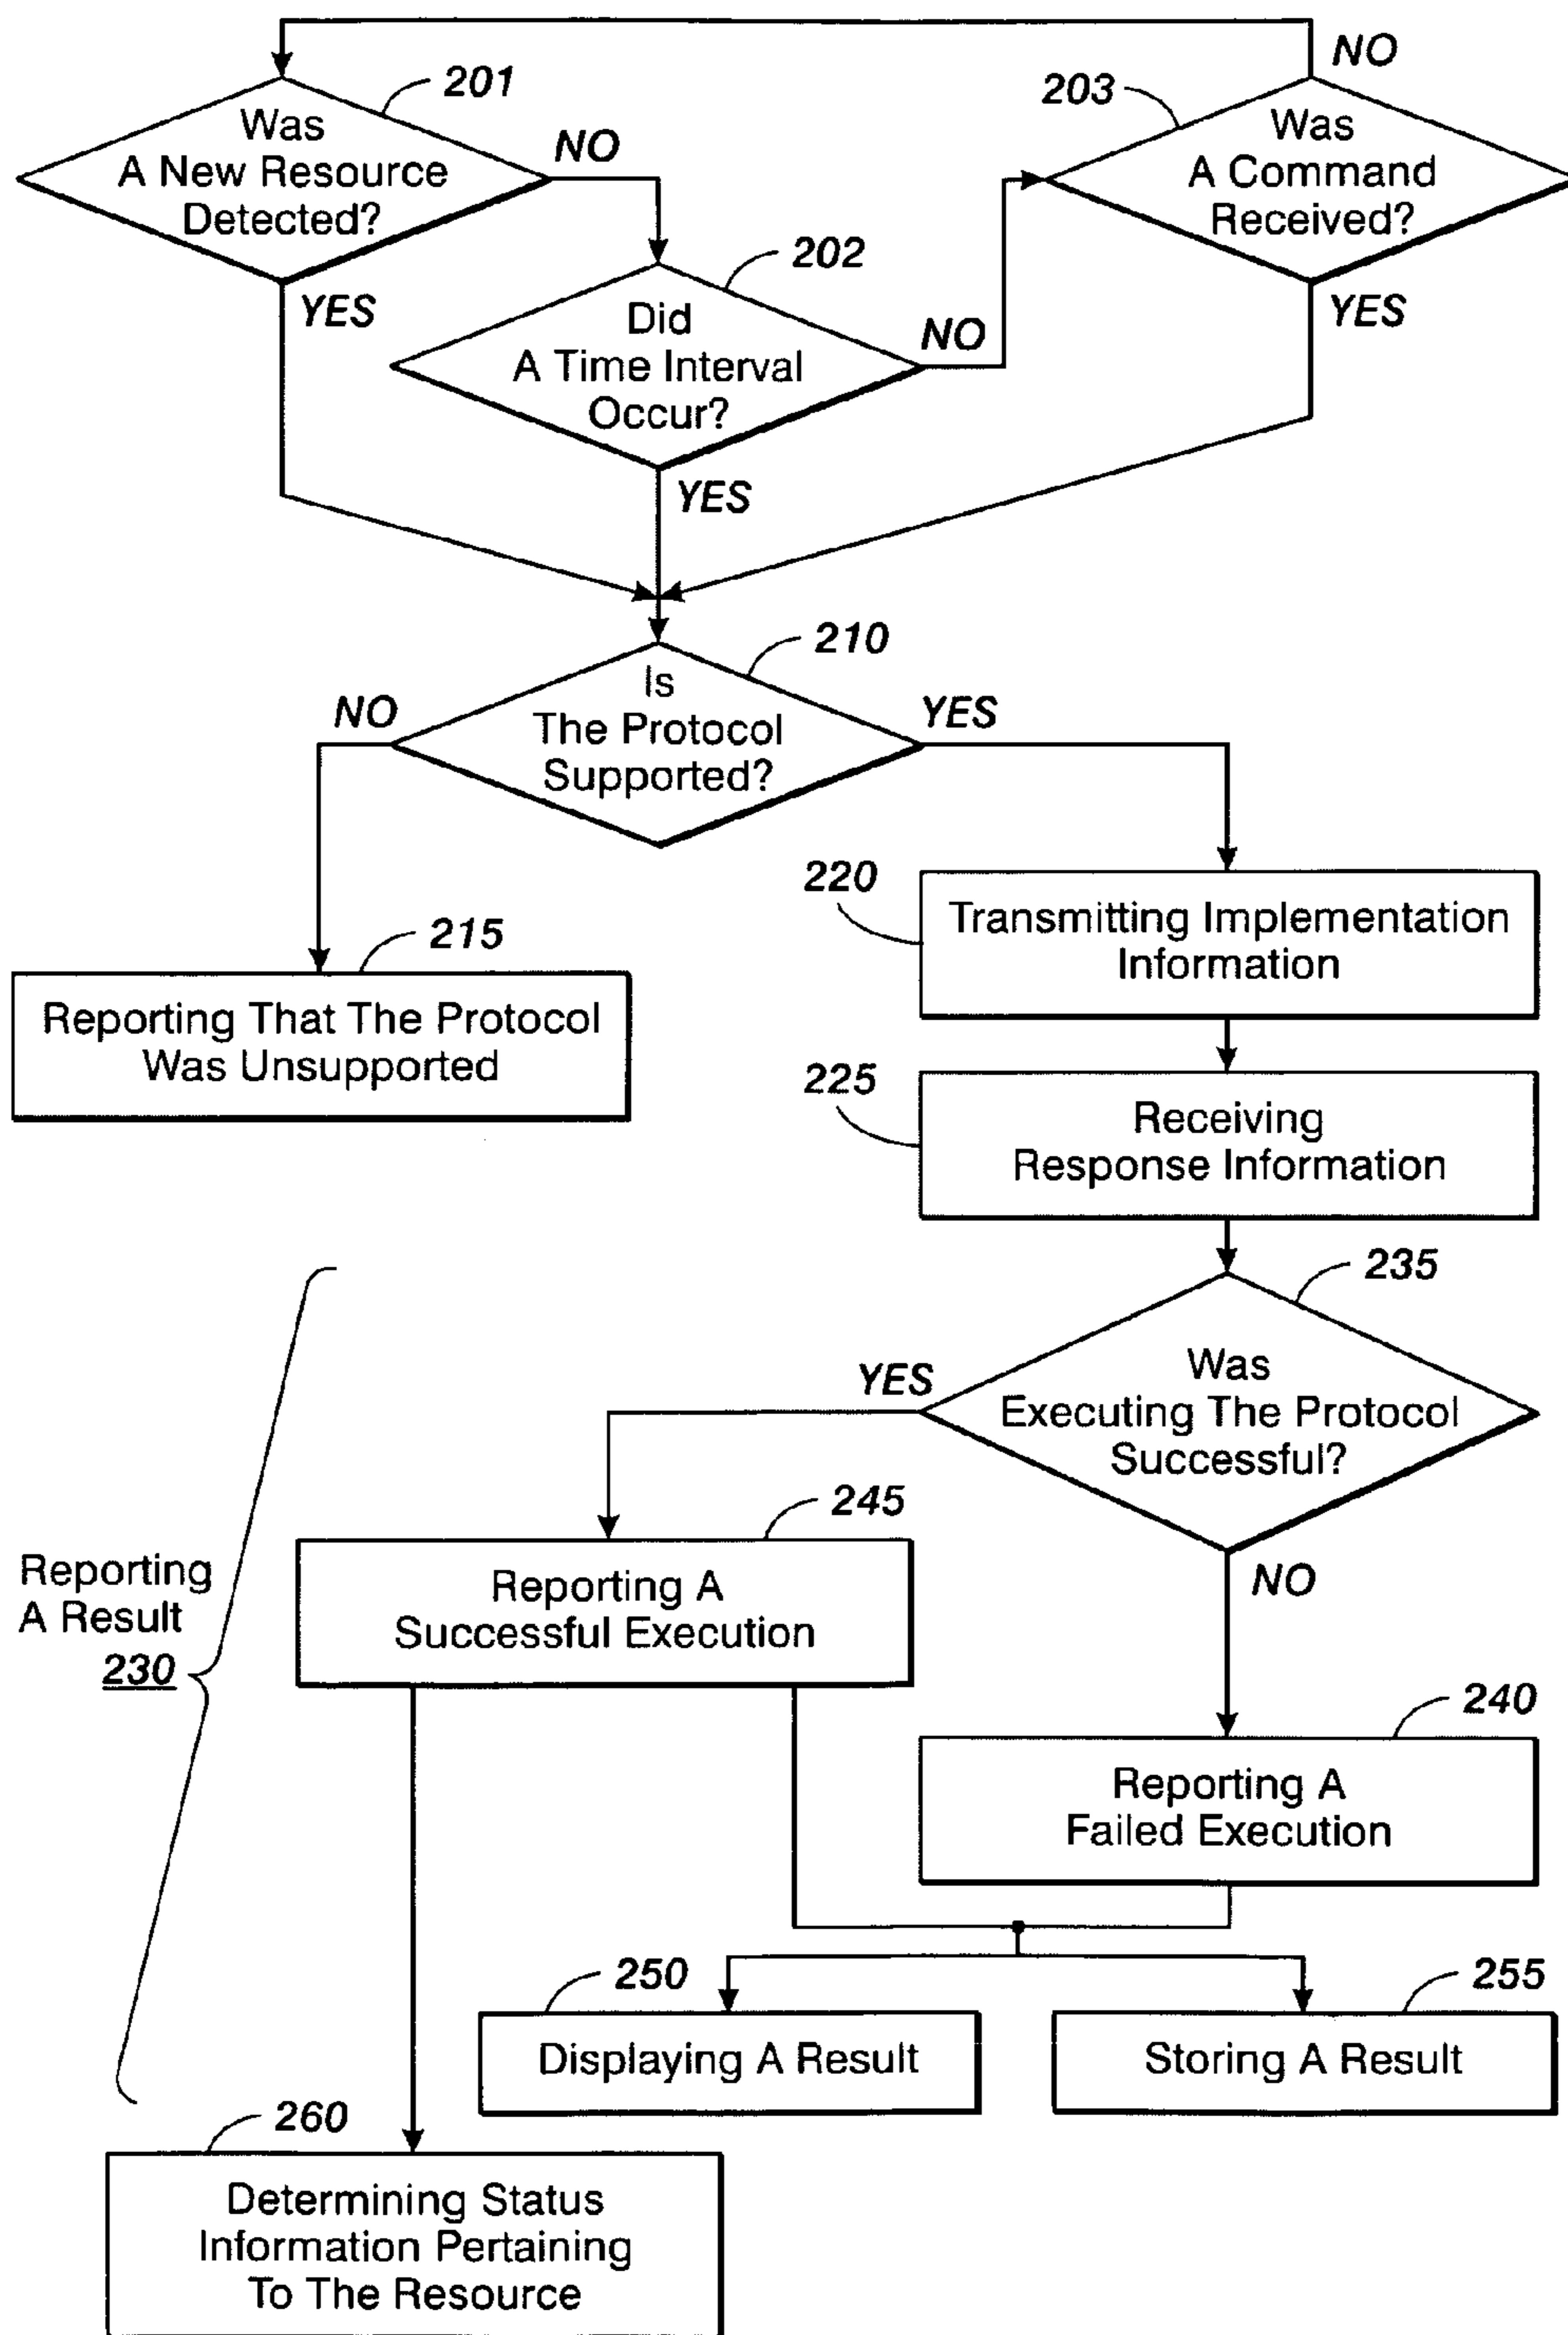 NO
201
203
Was
A New Resource
Detected?
NO
Was
A Command
Received?
202
YES
Did
A Time Interval
Occur?
NO
YES
YES
210
Is
The Protocol
Supported?
NO
YES
220
Transmitting Implementation
Information
215
Reporting That The Protocol
Was Unsupported
225
Receiving
Response Information
235
Was
Executing The Protocol
Successful?
YES
245
Reporting A
Successful Execution
NO
Reporting
A Result
230
240
Reporting A
Failed Execution
250
255
Displaying A Result
Storing A Result
260
Determining Status
Information Pertaining
To The Resource